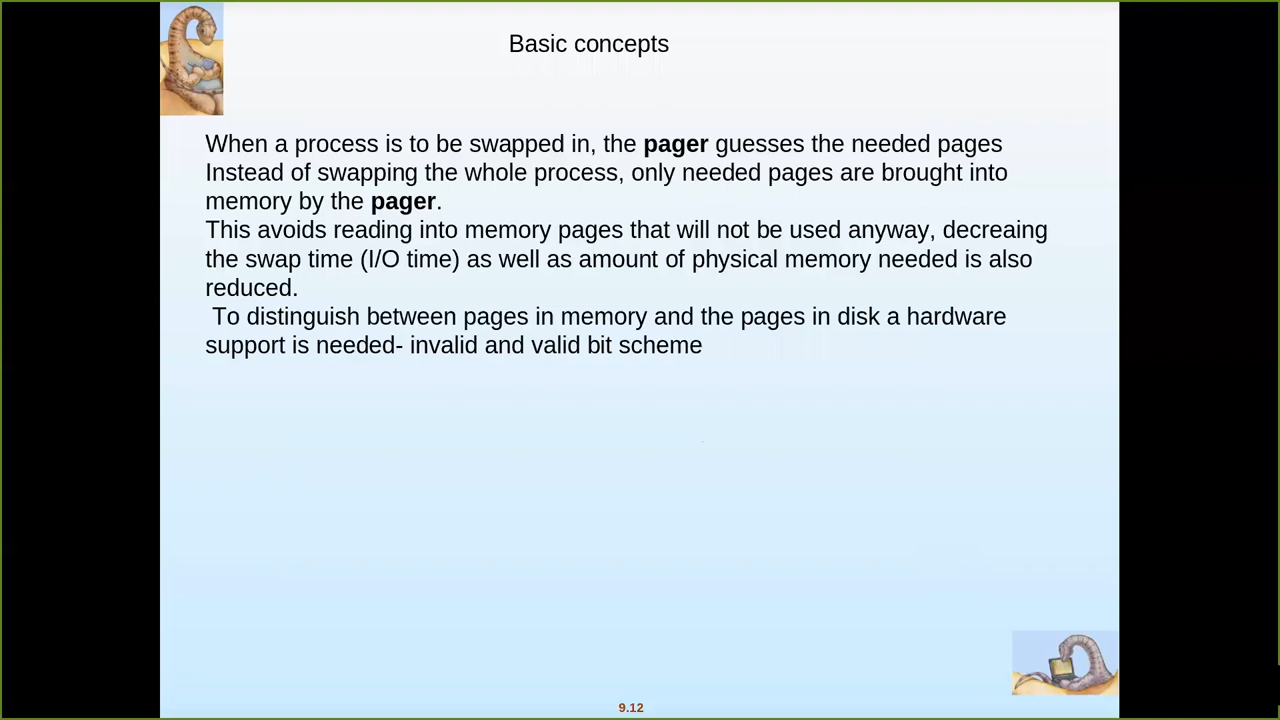 Basic concepts
When a process is to be swapped in, the pager guesses the needed pages
Instead of swapping the whole process, only needed pages are brought into
memory by the pager.
This avoids reading into memory pages that will not be used anyway, decreaing
the swap time (I/O time) as well as amount of physical memory needed is also
reduced.
To distinguish between pages in memory and the pages in disk a hardware
support is needed- invalid and valid bit scheme
9.12